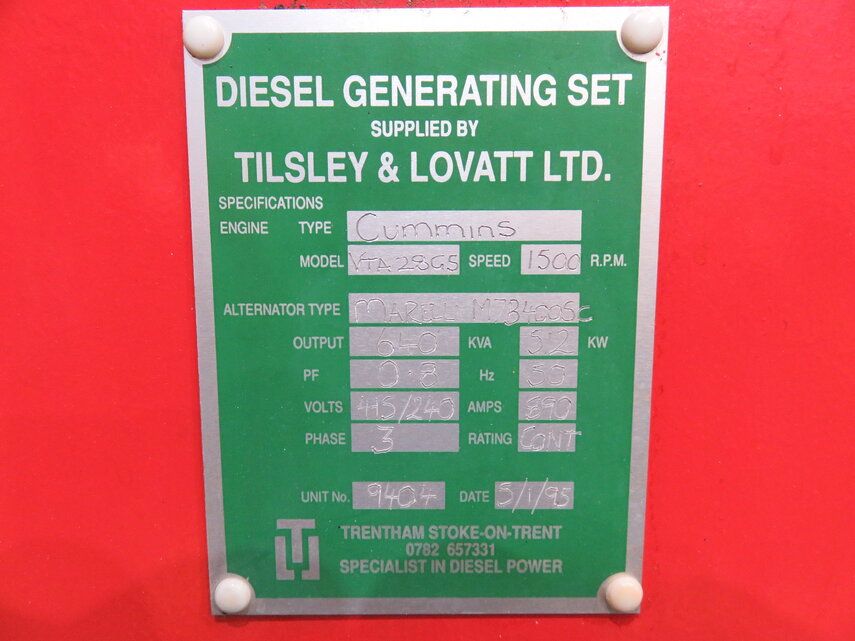 DIESEL GENERATING SET
SUPPLIED BY
TILSLEY & LOVATT LTD.
SPECIFICATIONS
ENGINE TYPE Cummins
MODEL VTA28G5 SPEED 1500 R.P.M.
ALTERNATOR TYPE MARELLI
OUTPUT 640 KVA 512 KW
PF 0.8 Hz 50
VOLTS 415/240 AMPS 890
PHASE 3 RATING CONT
UNIT No. 9404 DATE 5/1/95
TL TRENTHAM STOKE-ON-TRENT
0782 657331
SPECIALIST IN DIESEL POWER